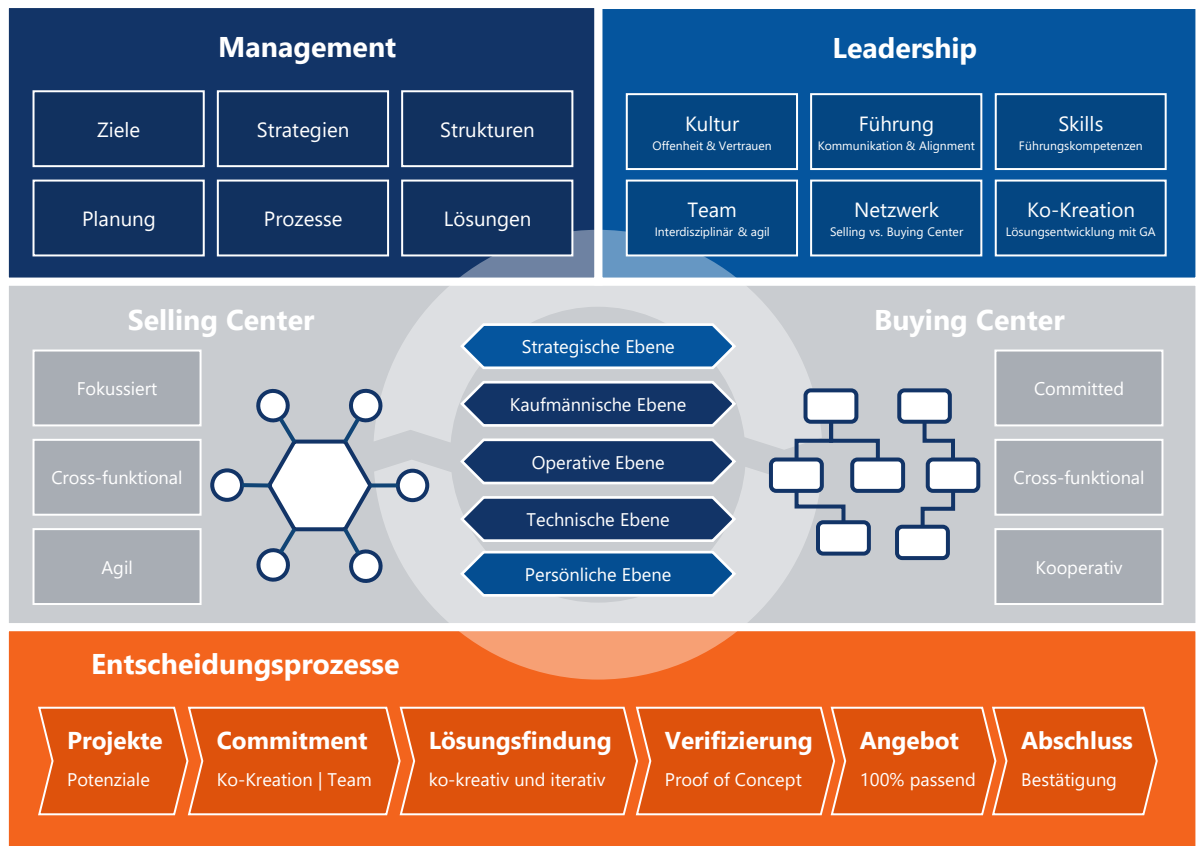 Management
Ziele
Strategien
Strukturen
Planung
Prozesse
Lösungen
Leadership
Kultur
Offenheit & Vertrauen
Führung
Kommunikation & Alignment
Skills
Führungskompetenzen
Team
Interdisziplinär & agil
Netzwerk
Selling vs. Buying Center
Ko-Kreation
Lösungsentwicklung mit GA
Selling Center
Fokussiert
Cross-funktional
Agil
Strategische Ebene
Kaufmännische Ebene
Operative Ebene
Technische Ebene
Persönliche Ebene
Buying Center
Committed
Cross-funktional
Kooperativ
Entscheidungsprozesse
Projekte
Potenziale
Commitment
Ko-Kreation | Team
Lösungsfindung
ko-kreativ und iterativ
Verifizierung
Proof of Concept
Angebot
100% passend
Abschluss
Bestätigung